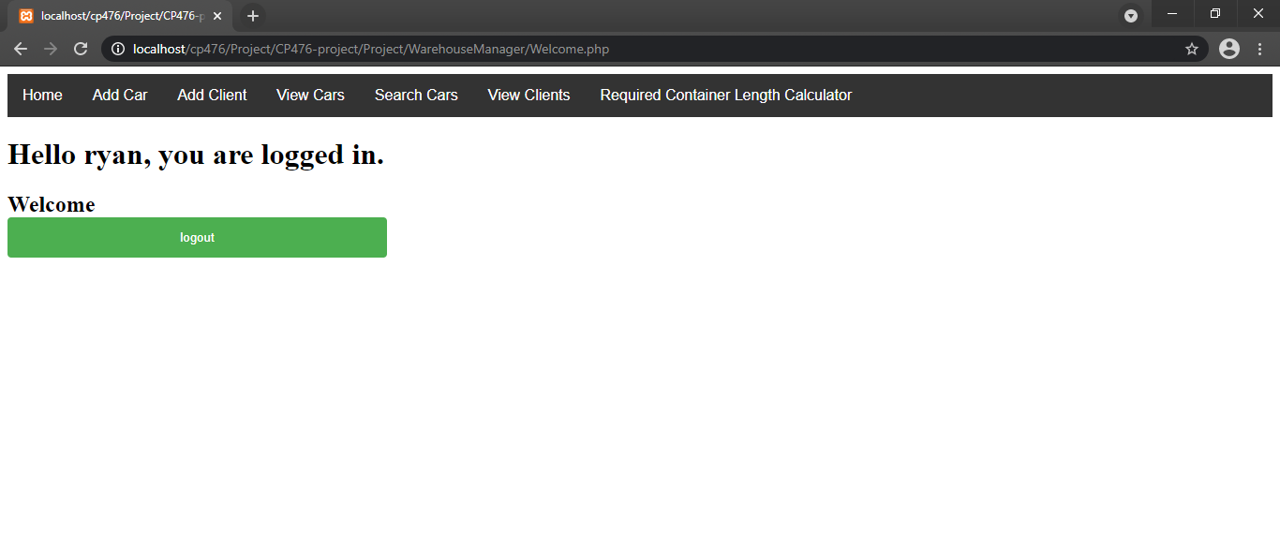 localhost/cp476/Project/CP476-p
localhost/cp476/Project/CP476-project/Project/WarehouseManager/Welcome.php
Home Add Car Add Client View Cars Search Cars View Clients Required Container Length Calculator
Hello ryan, you are logged in.
Welcome
logout